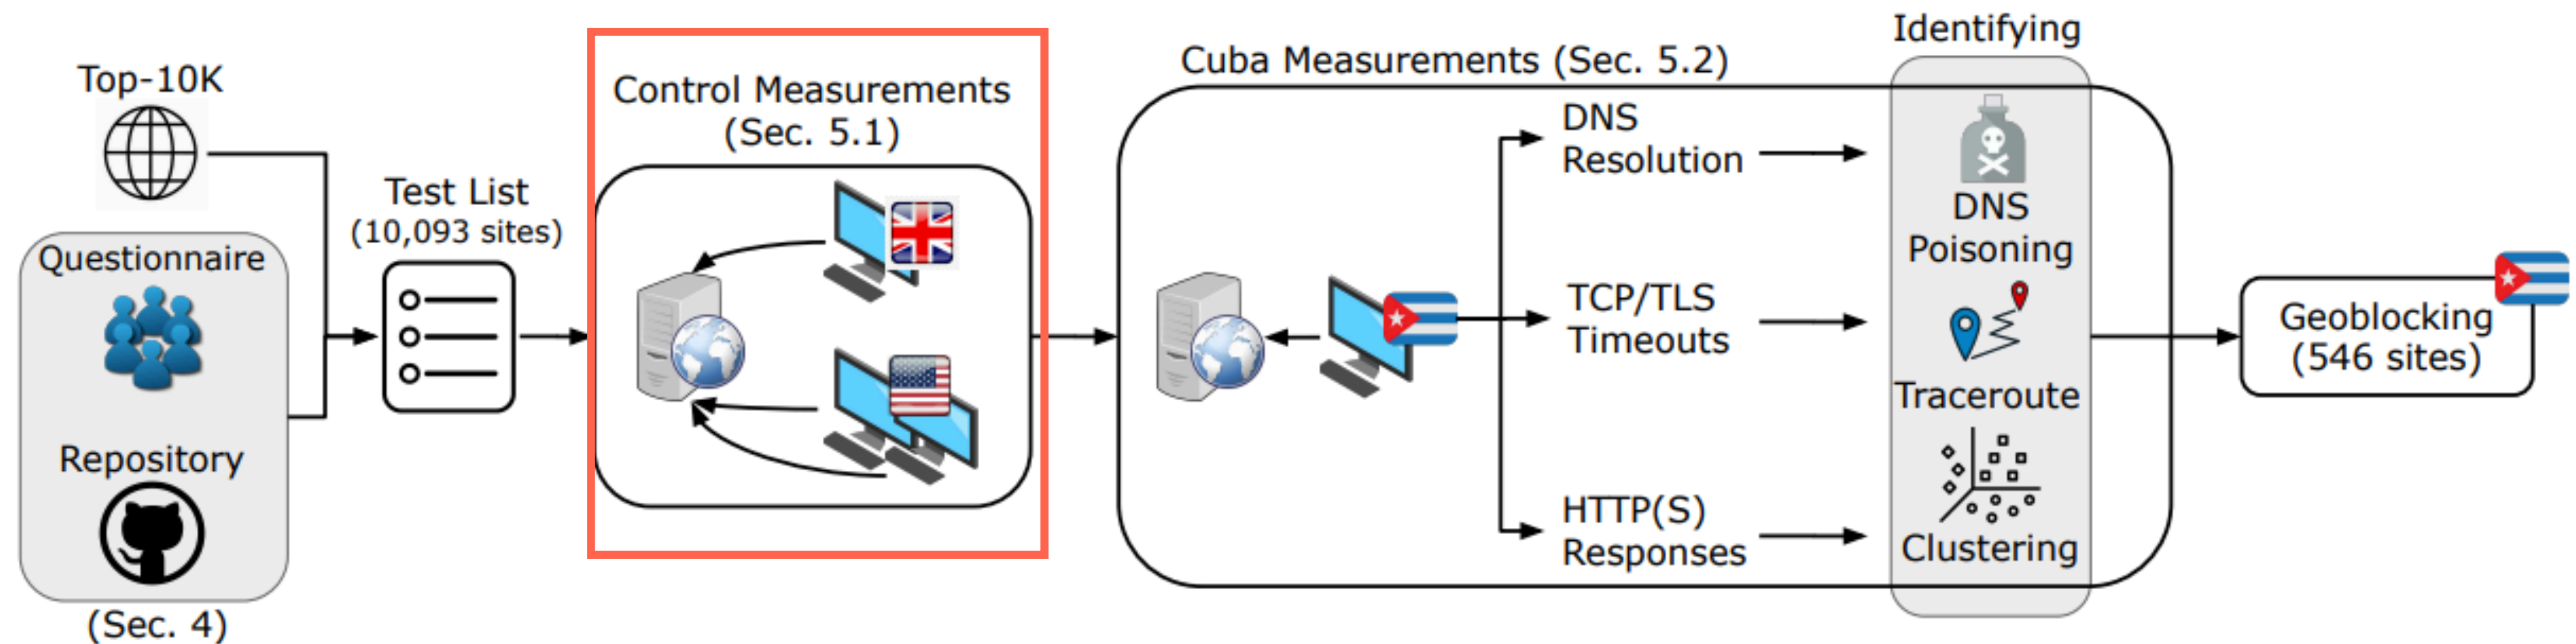 Top-10K
Questionnaire
Repository
(Sec. 4)
Test List
(10,093 sites)
Control Measurements
(Sec. 5.1)
Cuba Measurements (Sec. 5.2)
DNS
Resolution
TCP/TLS
Timeouts
HTTP(S)
Responses
Identifying
DNS
Poisoning
Traceroute
Clustering
Geoblocking
(546 sites)